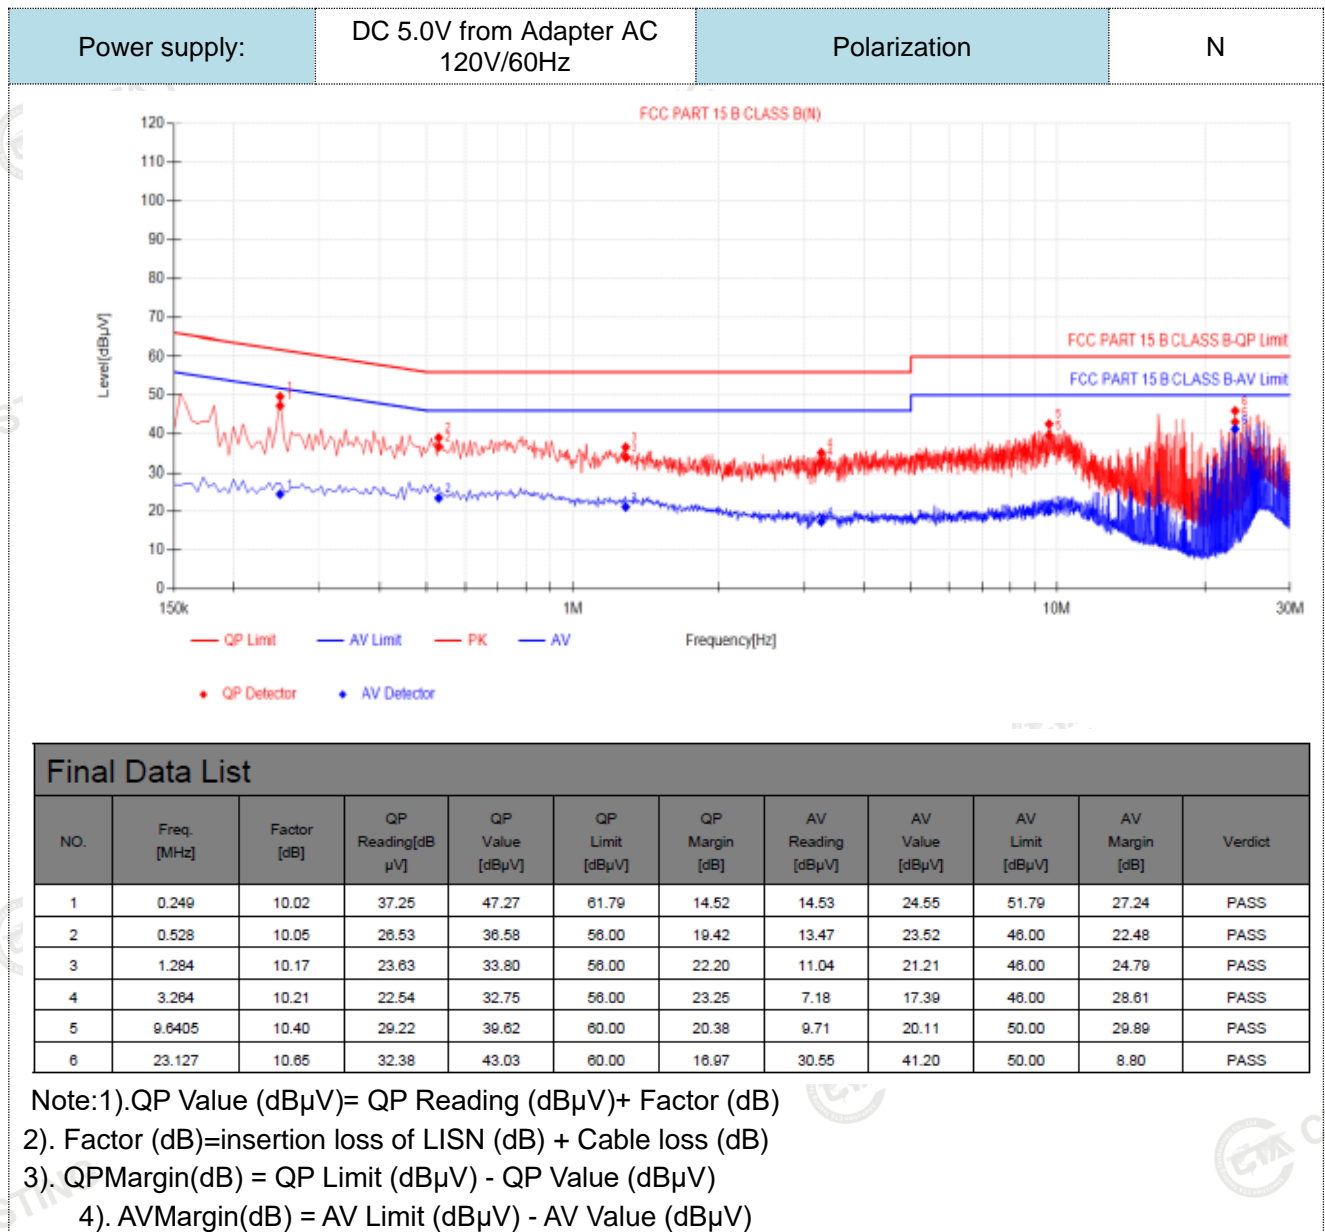 Power supply:
DC 5.0V from Adapter AC
120V/60Hz
Polarization
N
FCC PART 15 B CLASS B(N)
120
110
100
90
80
70
60
50
40
30
20
10
0
Level[dBμV]
FCC PART 15 B CLASS B-QP Limit
FCC PART 15 B CLASS B-AV Limit
150k
1M
10M
30M
QP Limit
AV Limit
PK
AV
Frequency[Hz]
QP Detector
AV Detector
Final Data List
NO. Freq. [MHz] Factor [dB] QP Reading[dB μV] QP Value [dBμV] QP Limit [dBμV] QP Margin [dB] AV Reading [dBμV] AV Value [dBμV] AV Limit [dBμV] AV Margin [dB] Verdict
1 0.249 10.02 37.25 47.27 61.79 14.52 14.53 24.55 51.79 27.24 PASS
2 0.528 10.05 26.53 36.58 56.00 19.42 13.47 23.52 46.00 22.48 PASS
3 1.284 10.17 23.63 33.80 56.00 22.20 11.04 21.21 46.00 24.79 PASS
4 3.264 10.21 22.54 32.75 56.00 23.25 7.18 17.39 46.00 28.61 PASS
5 9.6405 10.40 29.22 39.62 60.00 20.38 9.71 20.11 50.00 29.89 PASS
6 23.127 10.65 32.38 43.03 60.00 16.97 30.55 41.20 50.00 8.80 PASS
Note:1).QP Value (dBμV)= QP Reading (dBμV)+ Factor (dB)
2). Factor (dB)=insertion loss of LISN (dB) + Cable loss (dB)
3). QPMargin(dB) = QP Limit (dBμV) - QP Value (dBμV)
4). AVMargin(dB) = AV Limit (dBμV) - AV Value (dBμV)